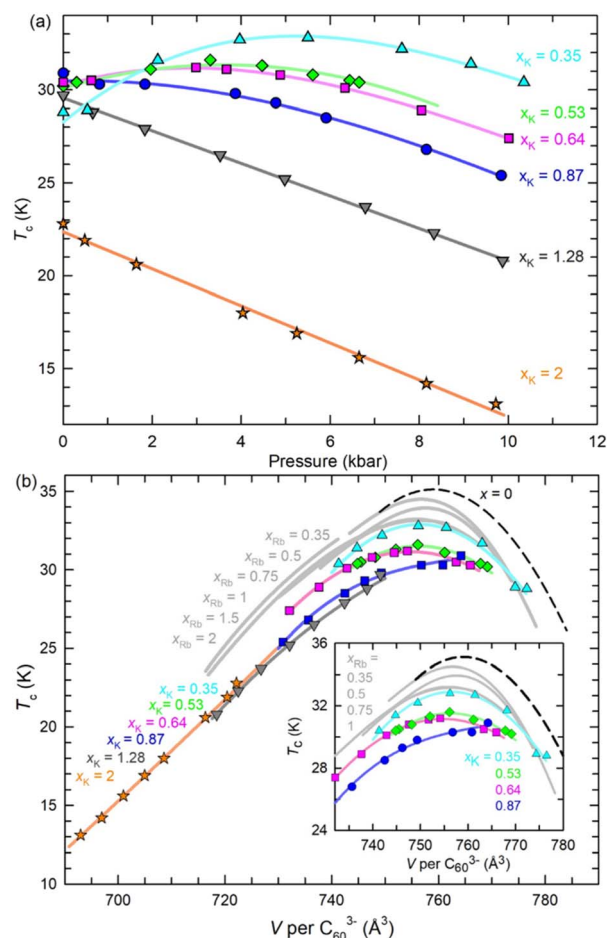 (a)
35
30
25
20
15
T_c (K)
x_K = 0.35
x_K = 0.53
x_K = 0.64
x_K = 0.87
x_K = 1.28
x_K = 2
0 2 4 6 8 10 12
Pressure (kbar)
(b)
35
30
25
20
15
10
T_c (K)
x = 0
x_Rb = 0.35
x_Rb = 0.5
x_Rb = 0.75
x_Rb = 1
x_Rb = 1.5
x_Rb = 2
x_K = 0.35
x_K = 0.53
x_K = 0.64
x_K = 0.87
x_K = 1.28
x_K = 2
36
32
28
24
T_c (K)
x_Rb =
0.35
0.5
0.75
1
x_K = 0.35
0.53
0.64
0.87
740 750 760 770 780
V per C_60^3- (Å^3)
700 720 740 760 780
V per C_60^3- (Å^3)